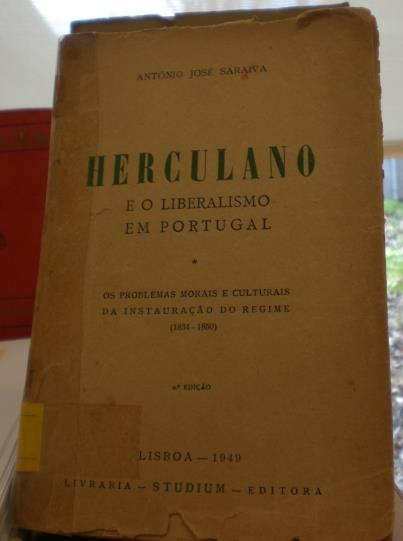 ANTÓNIO JOSÉ SARAIVA
HERCULANO
E O LIBERALISMO
EM PORTUGAL
*
OS PROBLEMAS MORAIS E CULTURAIS
DA INSTAURAÇÃO DO REGIME
(1834 - 1850)
EDIÇÃO
LISBOA — 1949
LIVRARIA — STUDIUM — EDITORA